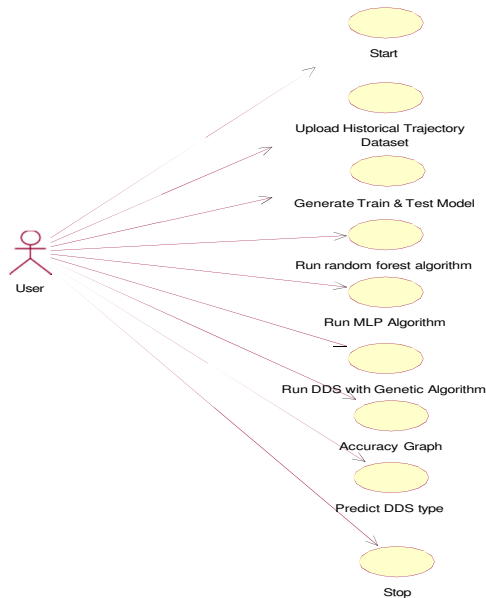 Start
Upload Historical Trajectory
Dataset
Generate Train & Test Model
Run random forest algorithm
User
Run MLP Algorithm
Run DDS with Genetic Algorithm
Accuracy Graph
Predict DDS type
Stop